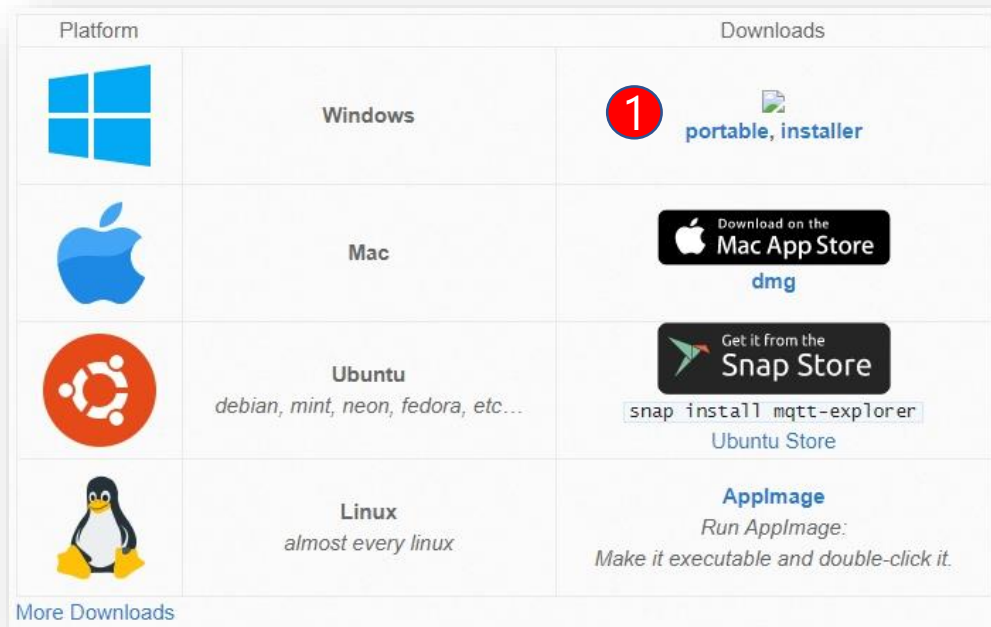 Platform
Downloads
Windows
1
portable, installer
Mac
Download on the
Mac App Store
dmg
Ubuntu
debian, mint, neon, fedora, etc…
Get it from the
Snap Store
snap install mqtt-explorer
Ubuntu Store
Linux
almost every linux
AppImage
Run AppImage:
Make it executable and double-click it.
More Downloads